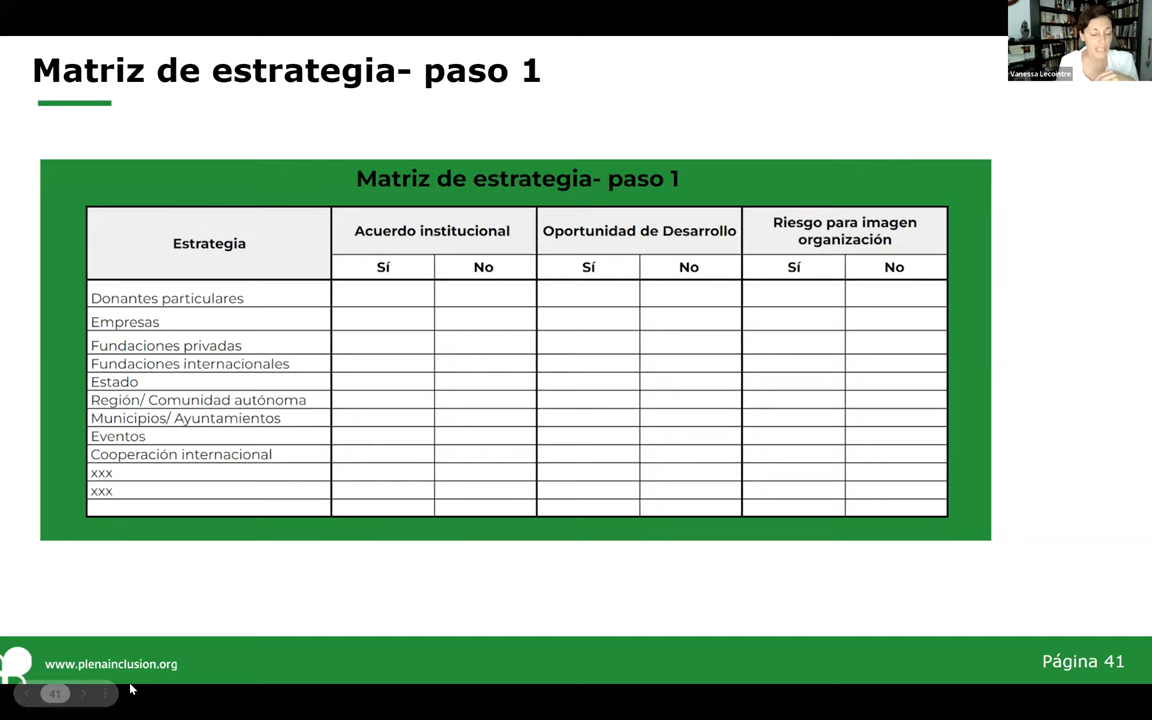 Matriz de estrategia- paso 1
Vanessa Lecointre
Matriz de estrategia- paso 1
Estrategia
Acuerdo institucional
Oportunidad de Desarrollo
Riesgo para imagen
organización
Sí No Sí No Sí No
Donantes particulares
Empresas
Fundaciones privadas
Fundaciones internacionales
Estado
Región/ Comunidad autónoma
Municipios/ Ayuntamientos
Eventos
Cooperación internacional
xxx
xxx
www.plenainclusion.org
Página 41
41